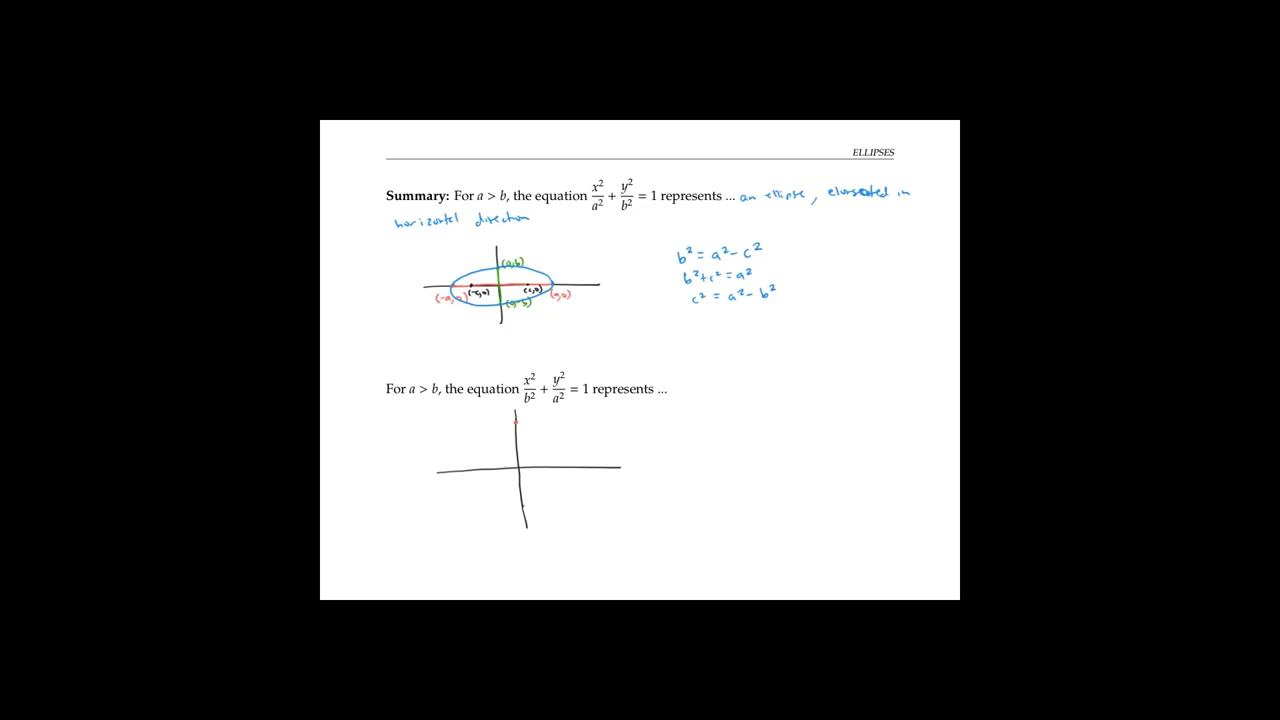 ELLIPSES
Summary: For a > b, the equation x²/a² + y²/b² = 1 represents ... an ellipse, elongated in
horizontal direction
(0,b)
(-a,0) (-c,0) (c,0) (a,0)
(0,-b)
b² = a² - c²
b² + c² = a²
c² = a² - b²
For a > b, the equation x²/b² + y²/a² = 1 represents ...